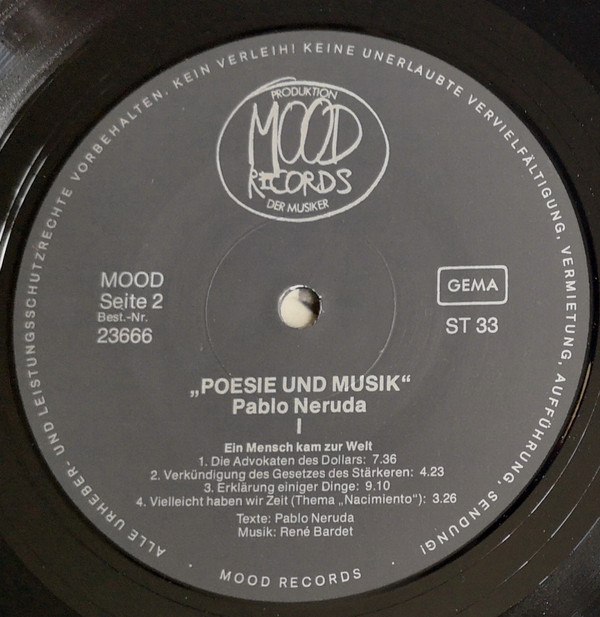 ALLE URHEBER- UND LEISTUNGSSCHUTZRECHTE VORBEHALTEN. KEIN VERLEIH! KEINE UNERLAUBTE VERVIELFÄLTIGUNG, VERMIETUNG, AUFFÜHRUNG, SENDUNG!
PRODUKTION
MOOD
RECORDS
DER MUSIKER
MOOD
Seite 2
Best.-Nr.
23666
GEMA
ST 33
„POESIE UND MUSIK“
Pablo Neruda
I
Ein Mensch kam zur Welt
1. Die Advokaten des Dollars: 7.36
2. Verkündigung des Gesetzes des Stärkeren: 4.23
3. Erklärung einiger Dinge: 9.10
4. Vielleicht haben wir Zeit (Thema „Nacimiento“): 3.26
Texte: Pablo Neruda
Musik: René Bardet
· MOOD RECORDS ·